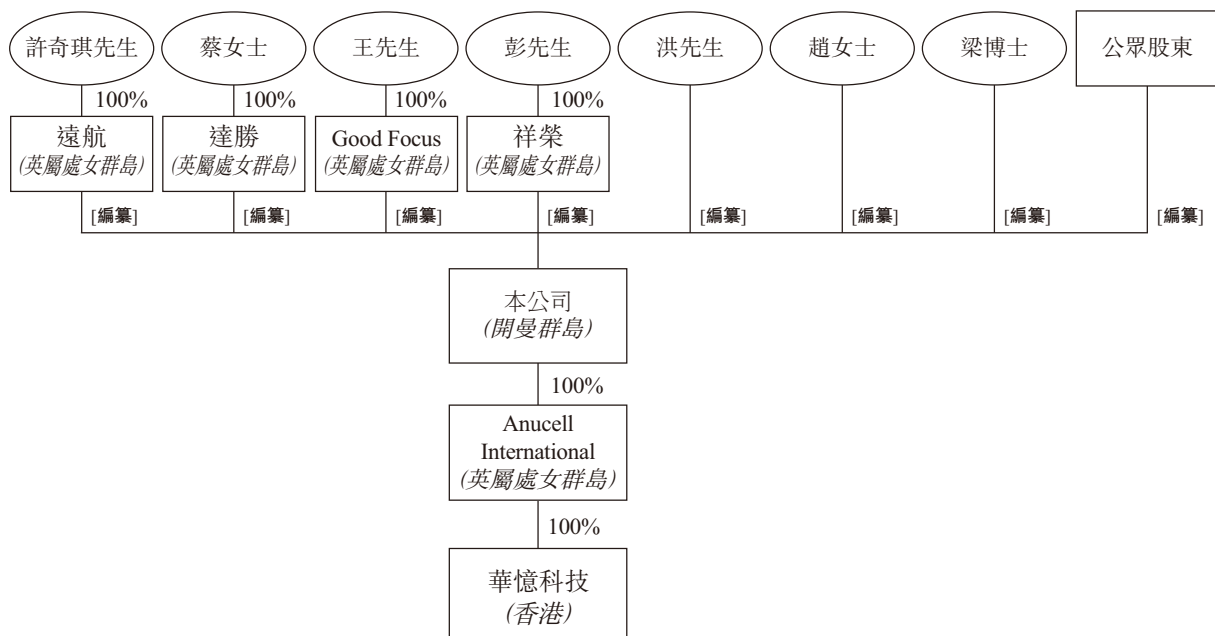 許奇琪先生 蔡女士 王先生 彭先生 洪先生 趙女士 梁博士 公眾股東
100% 100% 100% 100%
遠航 達勝 Good Focus 祥榮
(英屬處女群島) (英屬處女群島) (英屬處女群島) (英屬處女群島)
[編纂] [編纂] [編纂] [編纂] [編纂] [編纂] [編纂] [編纂]
本公司
(開曼群島)
100%
Anucell
International
(英屬處女群島)
100%
華憶科技
(香港)